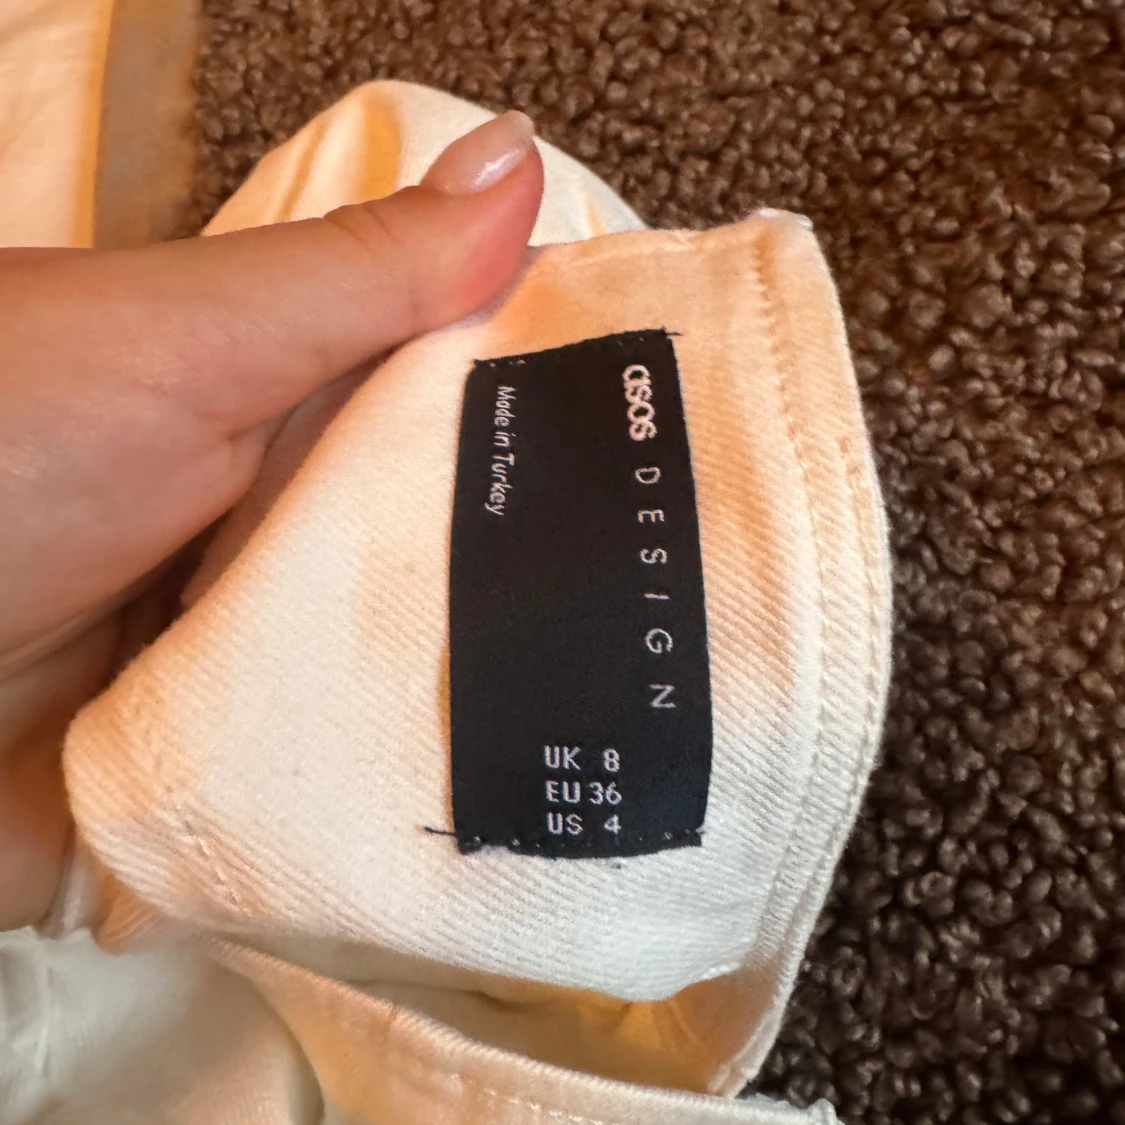 asos DESIGN
Made in Turkey
UK 8
EU 36
US 4